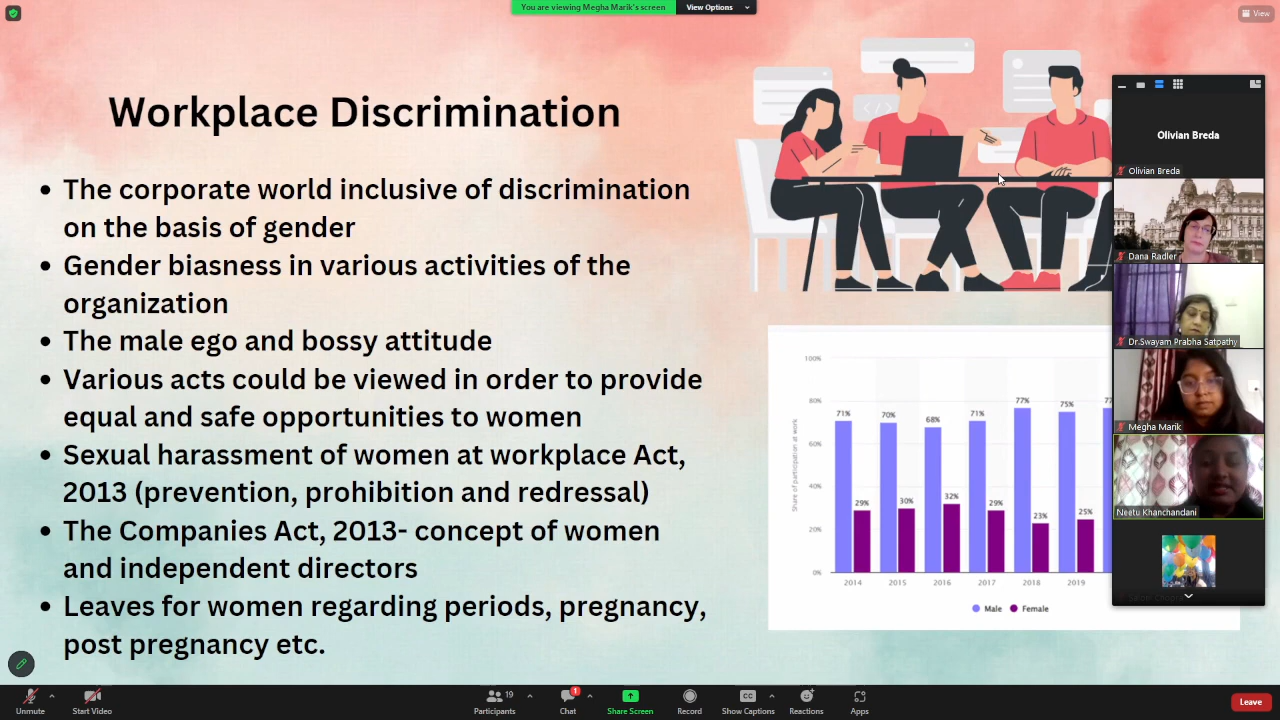 You are viewing Megha Marik's screen
View Options
View
Workplace Discrimination
• The corporate world inclusive of discrimination
on the basis of gender
• Gender biasness in various activities of the
organization
• The male ego and bossy attitude
• Various acts could be viewed in order to provide
equal and safe opportunities to women
• Sexual harassment of women at workplace Act,
2013 (prevention, prohibition and redressal)
• The Companies Act, 2013- concept of women
and independent directors
• Leaves for women regarding periods, pregnancy,
post pregnancy etc.
</>
Share of participation at work
100%
80%
60%
40%
20%
0%
71% 29%
70% 30%
68% 32%
71% 29%
77% 23%
75% 25%
2014 2015 2016 2017 2018 2019
Male Female
Olivian Breda
Olivian Breda
Dana Radler
Dr.Swayam Prabha Satpathy
Megha Marik
Neetu Khanchandani
Unmute
Start Video
19
Participants
1
Chat
Share Screen
Record
CC
Show Captions
Reactions
Apps
Leave